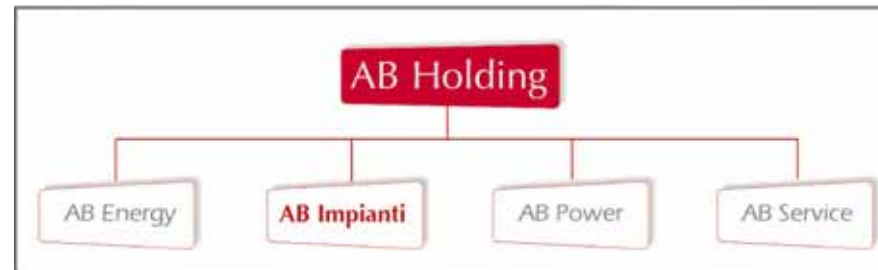 AB Holding
AB Energy
AB Impianti
AB Power
AB Service